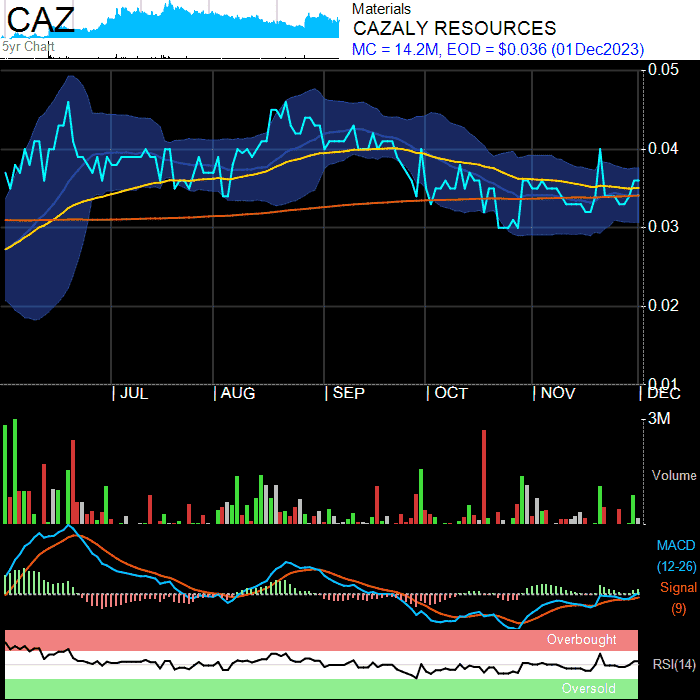 CAZ
5yr Chart
Materials
CAZALY RESOURCES
MC = 14.2M, EOD = $0.036 (01Dec2023)
0.05
0.04
0.03
0.02
0.01
JUL AUG SEP OCT NOV DEC
3M
Volume
MACD
(12-26)
Signal
(9)
Overbought
RSI(14)
Oversold